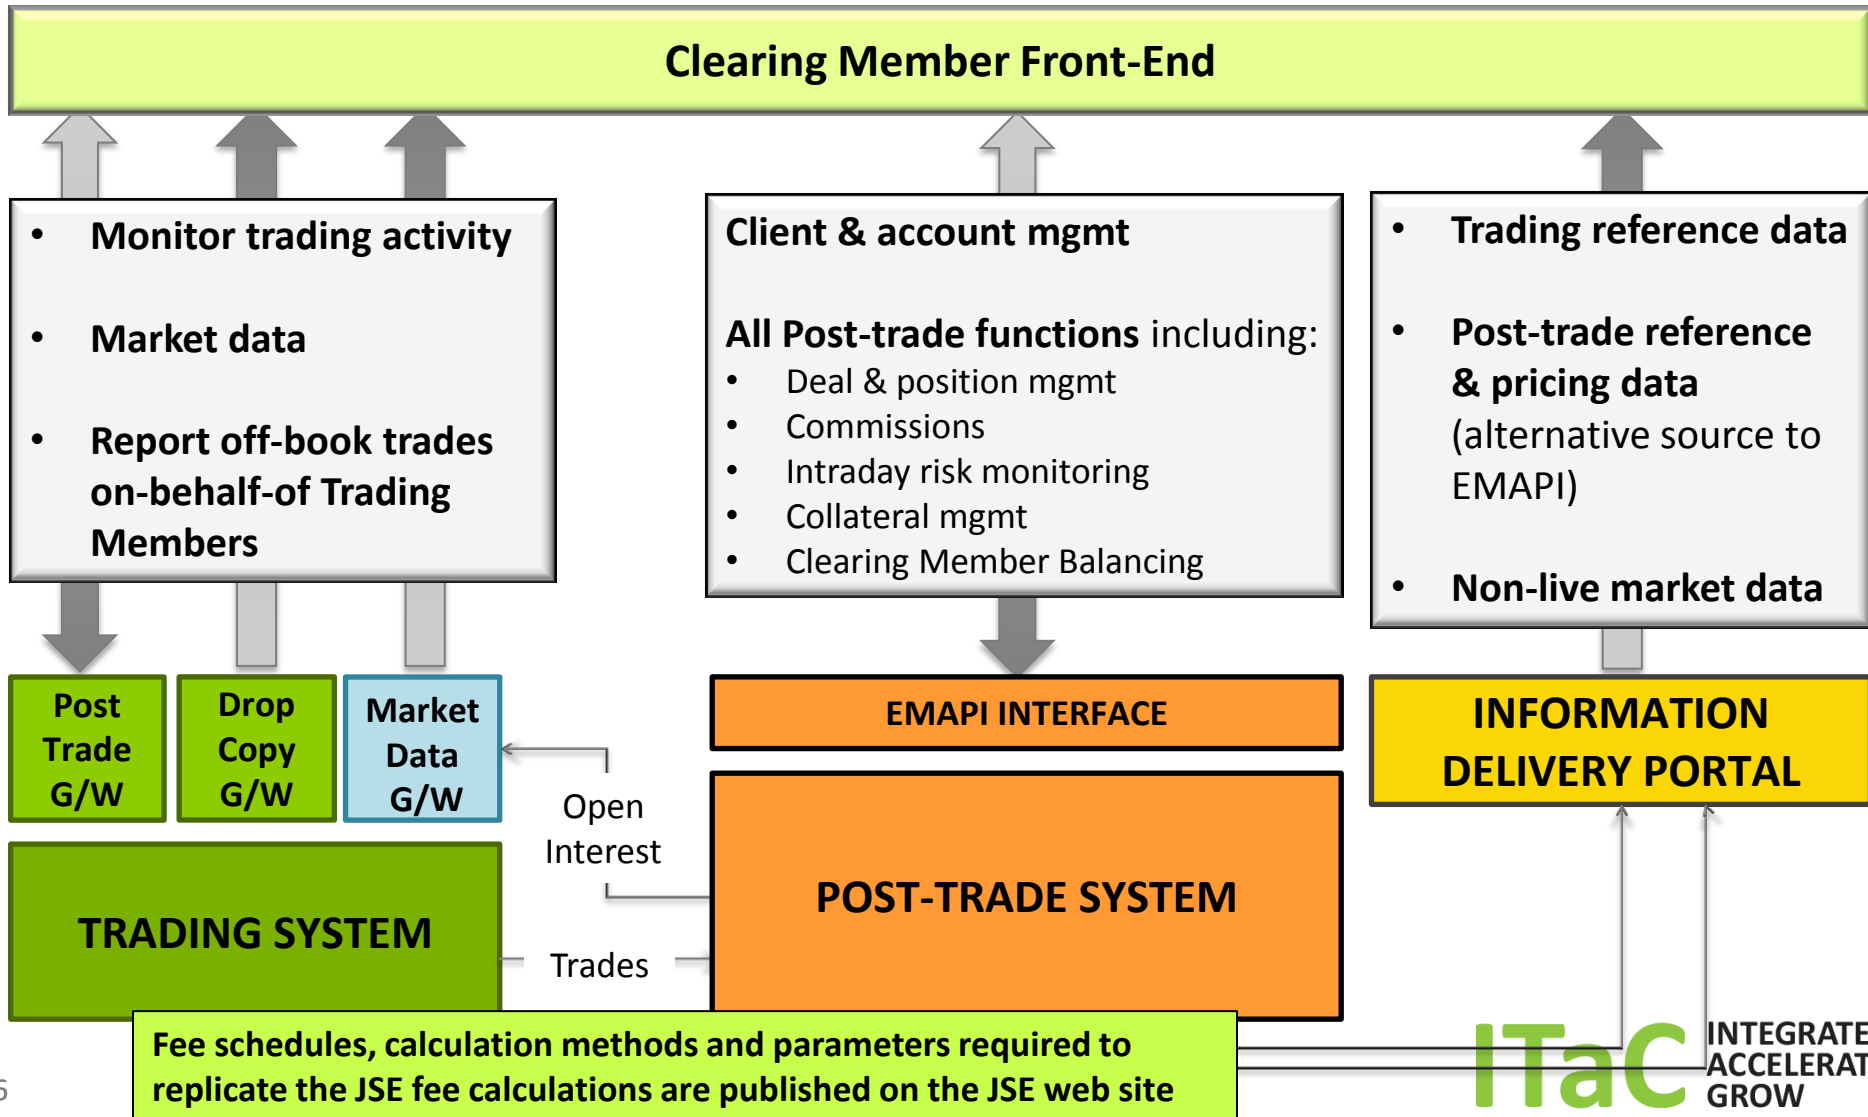 Clearing Member Front-End
• Monitor trading activity
• Market data
• Report off-book trades
on-behalf-of Trading
Members
Client & account mgmt
All Post-trade functions including:
• Deal & position mgmt
• Commissions
• Intraday risk monitoring
• Collateral mgmt
• Clearing Member Balancing
• Trading reference data
• Post-trade reference
& pricing data
(alternative source to
EMAPI)
• Non-live market data
Post
Trade
G/W
Drop
Copy
G/W
Market
Data
G/W
EMAPI INTERFACE
INFORMATION
DELIVERY PORTAL
Open
Interest
TRADING SYSTEM
Trades
POST-TRADE SYSTEM
Fee schedules, calculation methods and parameters required to
replicate the JSE fee calculations are published on the JSE web site
6
ITaC
INTEGRATE
ACCELERAT
GROW